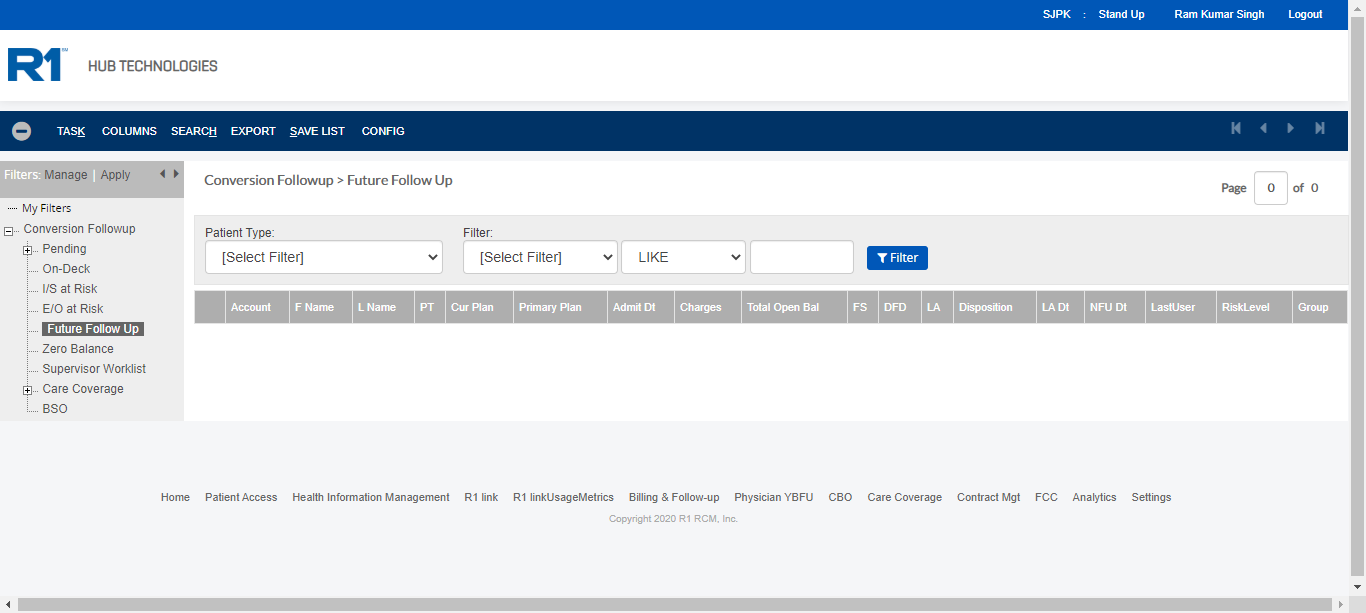 SJPK : Stand Up Ram Kumar Singh Logout
R1 SM HUB TECHNOLOGIES
TASK COLUMNS SEARCH EXPORT SAVE LIST CONFIG
Filters: Manage | Apply
My Filters
Conversion Followup
Pending
On-Deck
I/S at Risk
E/O at Risk
Future Follow Up
Zero Balance
Supervisor Worklist
Care Coverage
BSO
Conversion Followup > Future Follow Up
Page 0 of 0
Patient Type: Filter:
[Select Filter] [Select Filter] LIKE Filter
Account F Name L Name PT Cur Plan Primary Plan Admit Dt Charges Total Open Bal FS DFD LA Disposition LA Dt NFU Dt LastUser RiskLevel Group
Home Patient Access Health Information Management R1 link R1 linkUsageMetrics Billing & Follow-up Physician YBFU CBO Care Coverage Contract Mgt FCC Analytics Settings
Copyright 2020 R1 RCM, Inc.